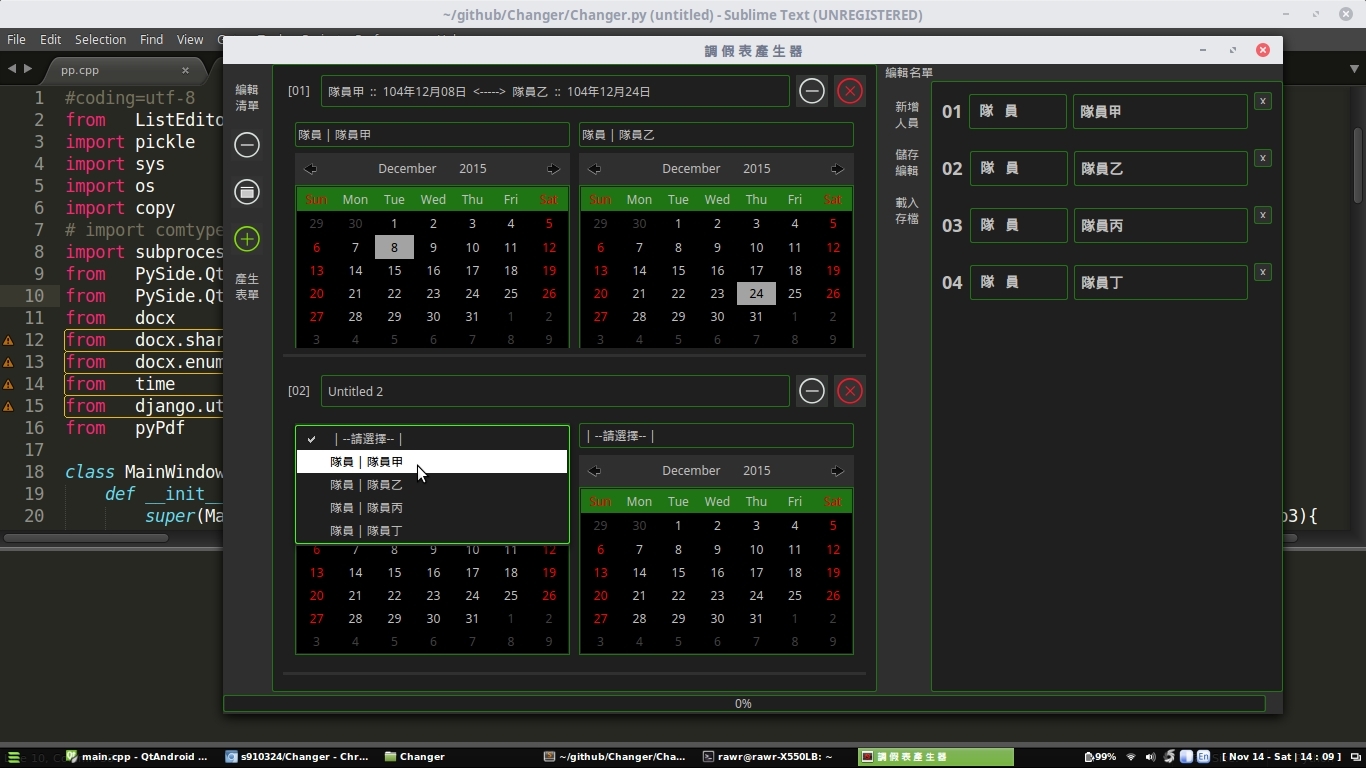 ~/github/Changer/Changer.py (untitled) - Sublime Text (UNREGISTERED)
File Edit Selection Find View
調假表產生器
pp.cpp
1 #coding=utf-8
2 from ListEdito
3 import pickle
4 import sys
5 import os
6 import copy
7 # import comtype
8 import subproces
9 from PySide.Qt
10 from PySide.Qt
11 from docx
12 from docx.shar
13 from docx.enum
14 from time
15 from django.ut
16 from pyPdf
17
18 class MainWindow
19 def __init__
20 super(Ma
o3){
編輯
清單
產生
表單
[01] 隊員甲 :: 104年12月08日 <-----> 隊員乙 :: 104年12月24日
隊員 | 隊員甲
December 2015
Sun Mon Tue Wed Thu Fri Sat
29 30 1 2 3 4 5
6 7 8 9 10 11 12
13 14 15 16 17 18 19
20 21 22 23 24 25 26
27 28 29 30 31 1 2
3 4 5 6 7 8 9
隊員 | 隊員乙
December 2015
Sun Mon Tue Wed Thu Fri Sat
29 30 1 2 3 4 5
6 7 8 9 10 11 12
13 14 15 16 17 18 19
20 21 22 23 24 25 26
27 28 29 30 31 1 2
3 4 5 6 7 8 9
[02] Untitled 2
| --請選擇-- |
隊員 | 隊員甲
隊員 | 隊員乙
隊員 | 隊員丙
隊員 | 隊員丁
6 7 8 9 10 11 12
13 14 15 16 17 18 19
20 21 22 23 24 25 26
27 28 29 30 31 1 2
3 4 5 6 7 8 9
| --請選擇-- |
December 2015
Sun Mon Tue Wed Thu Fri Sat
29 30 1 2 3 4 5
6 7 8 9 10 11 12
13 14 15 16 17 18 19
20 21 22 23 24 25 26
27 28 29 30 31 1 2
3 4 5 6 7 8 9
編輯名單
新增
人員
儲存
編輯
載入
存檔
01 隊 員 隊員甲 x
02 隊 員 隊員乙 x
03 隊 員 隊員丙 x
04 隊 員 隊員丁 x
0%
main.cpp - QtAndroid ...
s910324/Changer - Chr...
Changer
~/github/Changer/Cha...
rawr@rawr-X550LB: ~
調假表產生器
99%
En
[ Nov 14 - Sat | 14 : 09 ]